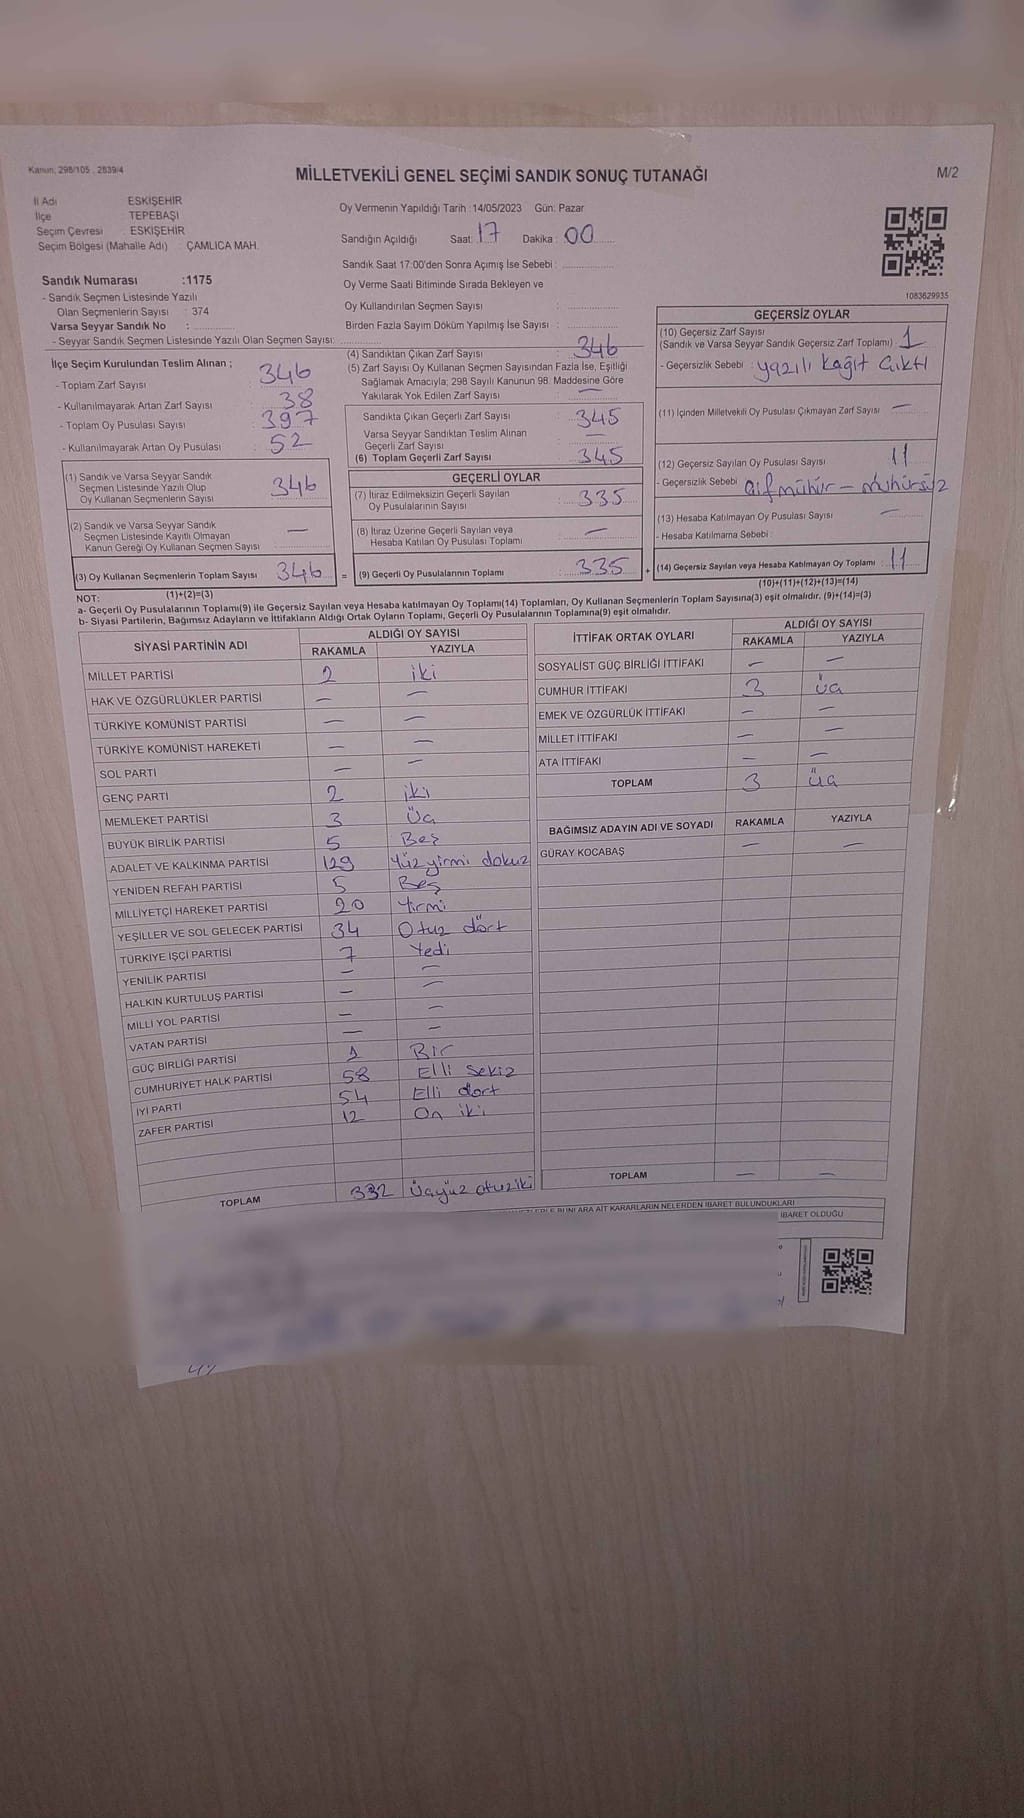 Kanun: 298/105 , 2839/4
MİLLETVEKİLİ GENEL SEÇİMİ SANDIK SONUÇ TUTANAĞI
M/2
İl Adı ESKİŞEHİR
İlçe TEPEBAŞI
Seçim Çevresi ESKİŞEHİR
Seçim Bölgesi (Mahalle Adı) : ÇAMLICA MAH.
Oy Vermenin Yapıldığı Tarih : 14/05/2023 Gün: Pazar
Sandığın Açıldığı Saat: 17 Dakika : 00
Sandık Saat 17:00'den Sonra Açımış İse Sebebi :
Oy Verme Saati Bitiminde Sırada Bekleyen ve
Oy Kullandırılan Seçmen Sayısı :
Birden Fazla Sayım Döküm Yapılmış İse Sayısı :
1083629935
Sandık Numarası :1175
- Sandık Seçmen Listesinde Yazılı
Olan Seçmenlerin Sayısı : 374
Varsa Seyyar Sandık No :
- Seyyar Sandık Seçmen Listesinde Yazılı Olan Seçmen Sayısı:
İlçe Seçim Kurulundan Teslim Alınan ;
- Toplam Zarf Sayısı : 346
- Kullanılmayarak Artan Zarf Sayısı : 38
- Toplam Oy Pusulası Sayısı : 397
- Kullanılmayarak Artan Oy Pusulası : 52
(1) Sandık ve Varsa Seyyar Sandık
Seçmen Listesinde Yazılı Olup
Oy Kullanan Seçmenlerin Sayısı : 346
(2) Sandık ve Varsa Seyyar Sandık
Seçmen Listesinde Kayıtlı Olmayan
Kanun Gereği Oy Kullanan Seçmen Sayısı : —
(3) Oy Kullanan Seçmenlerin Toplam Sayısı : 346 =
(1)+(2)=(3)
(4) Sandıktan Çıkan Zarf Sayısı : 346
(5) Zarf Sayısı Oy Kullanan Seçmen Sayısından Fazla İse, Eşitliği
Sağlamak Amacıyla; 298 Sayılı Kanunun 98. Maddesine Göre
Yakılarak Yok Edilen Zarf Sayısı : —
Sandıkta Çıkan Geçerli Zarf Sayısı : 345
Varsa Seyyar Sandıktan Teslim Alınan
Geçerli Zarf Sayısı : —
(6) Toplam Geçerli Zarf Sayısı : 345
GEÇERLİ OYLAR
(7) İtiraz Edilmeksizin Geçerli Sayılan
Oy Pusulalarının Sayısı : 335
(8) İtiraz Üzerine Geçerli Sayılan veya
Hesaba Katılan Oy Pusulası Toplamı : —
(9) Geçerli Oy Pusulalarının Toplamı : 335 +
GEÇERSİZ OYLAR
(10) Geçersiz Zarf Sayısı
(Sandık ve Varsa Seyyar Sandık Geçersiz Zarf Toplamı) : 1
- Geçersizlik Sebebi : yazılı kağıt çıktı
(11) İçinden Milletvekili Oy Pusulası Çıkmayan Zarf Sayısı : —
(12) Geçersiz Sayılan Oy Pusulası Sayısı : 11
- Geçersizlik Sebebi çift mühür — mühürsüz
(13) Hesaba Katılmayan Oy Pusulası Sayısı : —
- Hesaba Katılmama Sebebi :
(14) Geçersiz Sayılan veya Hesaba Katılmayan Oy Toplamı : 11
(10)+(11)+(12)+(13)=(14)
NOT:
a- Geçerli Oy Pusulalarının Toplamı(9) ile Geçersiz Sayılan veya Hesaba katılmayan Oy Toplamı(14) Toplamları, Oy Kullanan Seçmenlerin Toplam Sayısına(3) eşit olmalıdır. (9)+(14)=(3)
b- Siyasi Partilerin, Bağımsız Adayların ve İttifakların Aldığı Ortak Oyların Toplamı, Geçerli Oy Pusulalarının Toplamına(9) eşit olmalıdır.
SİYASİ PARTİNİN ADI ALDIĞI OY SAYISI
RAKAMLA YAZIYLA
MİLLET PARTİSİ 2 iki
HAK VE ÖZGÜRLÜKLER PARTİSİ — —
TÜRKİYE KOMÜNİST PARTİSİ — —
TÜRKİYE KOMÜNİST HAREKETİ — —
SOL PARTİ — —
GENÇ PARTİ 2 iki
MEMLEKET PARTİSİ 3 Üç
BÜYÜK BİRLİK PARTİSİ 5 Beş
ADALET VE KALKINMA PARTİSİ 129 Yüz yirmi dokuz
YENİDEN REFAH PARTİSİ 5 Beş
MİLLİYETÇİ HAREKET PARTİSİ 20 Yirmi
YEŞİLLER VE SOL GELECEK PARTİSİ 34 Otuz dört
TÜRKİYE İŞÇİ PARTİSİ 7 Yedi
YENİLİK PARTİSİ — —
HALKIN KURTULUŞ PARTİSİ — —
MİLLİ YOL PARTİSİ — —
VATAN PARTİSİ — —
GÜÇ BİRLİĞİ PARTİSİ 1 Bir
CUMHURİYET HALK PARTİSİ 58 Elli sekiz
İYİ PARTİ 54 Elli dört
ZAFER PARTİSİ 12 On iki
TOPLAM 332 Üçyüz otuziki
İTTİFAK ORTAK OYLARI ALDIĞI OY SAYISI
RAKAMLA YAZIYLA
SOSYALİST GÜÇ BİRLİĞİ İTTİFAKI — —
CUMHUR İTTİFAKI 3 üç
EMEK VE ÖZGÜRLÜK İTTİFAKI — —
MİLLET İTTİFAKI — —
ATA İTTİFAKI — —
TOPLAM 3 üç
BAĞIMSIZ ADAYIN ADI VE SOYADI RAKAMLA YAZIYLA
GÜRAY KOCABAŞ — —
TOPLAM — —
BUNLARA AİT KARARLARIN NELERDEN İBARET BULUNDUKLARI
İBARET OLDUĞU